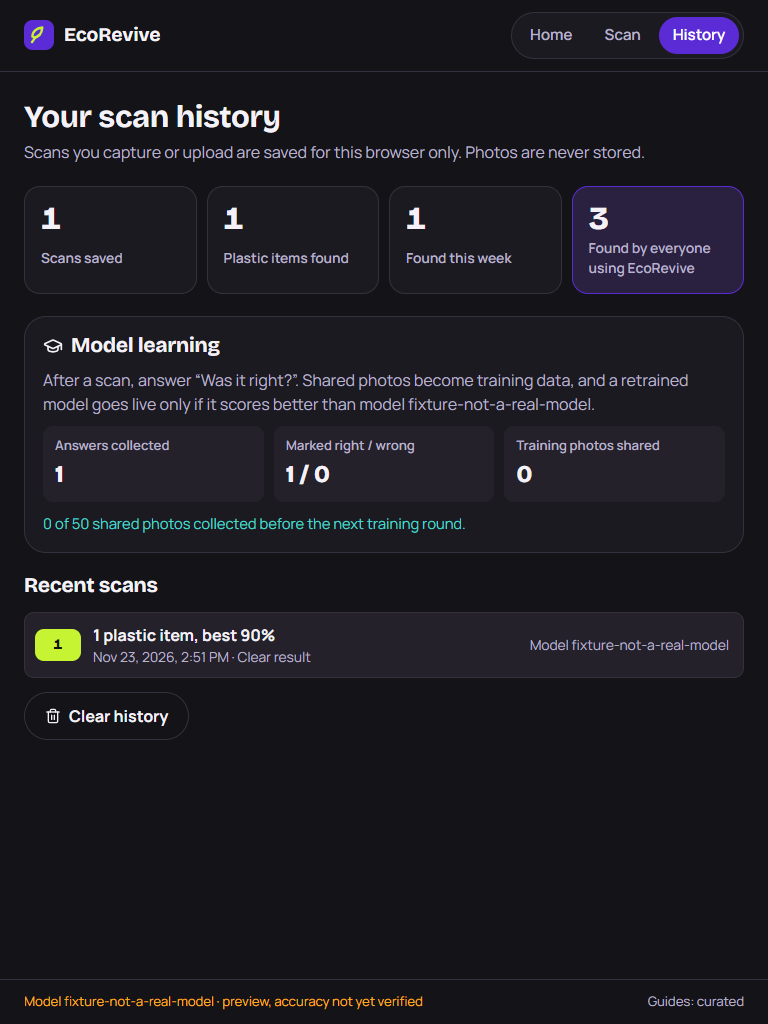 EcoRevive
Home
Scan
History
Your scan history
Scans you capture or upload are saved for this browser only. Photos are never stored.
1
Scans saved
1
Plastic items found
1
Found this week
3
Found by everyone
using EcoRevive
Model learning
After a scan, answer “Was it right?”. Shared photos become training data, and a retrained
model goes live only if it scores better than model fixture-not-a-real-model.
Answers collected
1
Marked right / wrong
1 / 0
Training photos shared
0
0 of 50 shared photos collected before the next training round.
Recent scans
1
1 plastic item, best 90%
Nov 23, 2026, 2:51 PM · Clear result
Model fixture-not-a-real-model
Clear history
Model fixture-not-a-real-model · preview, accuracy not yet verified
Guides: curated